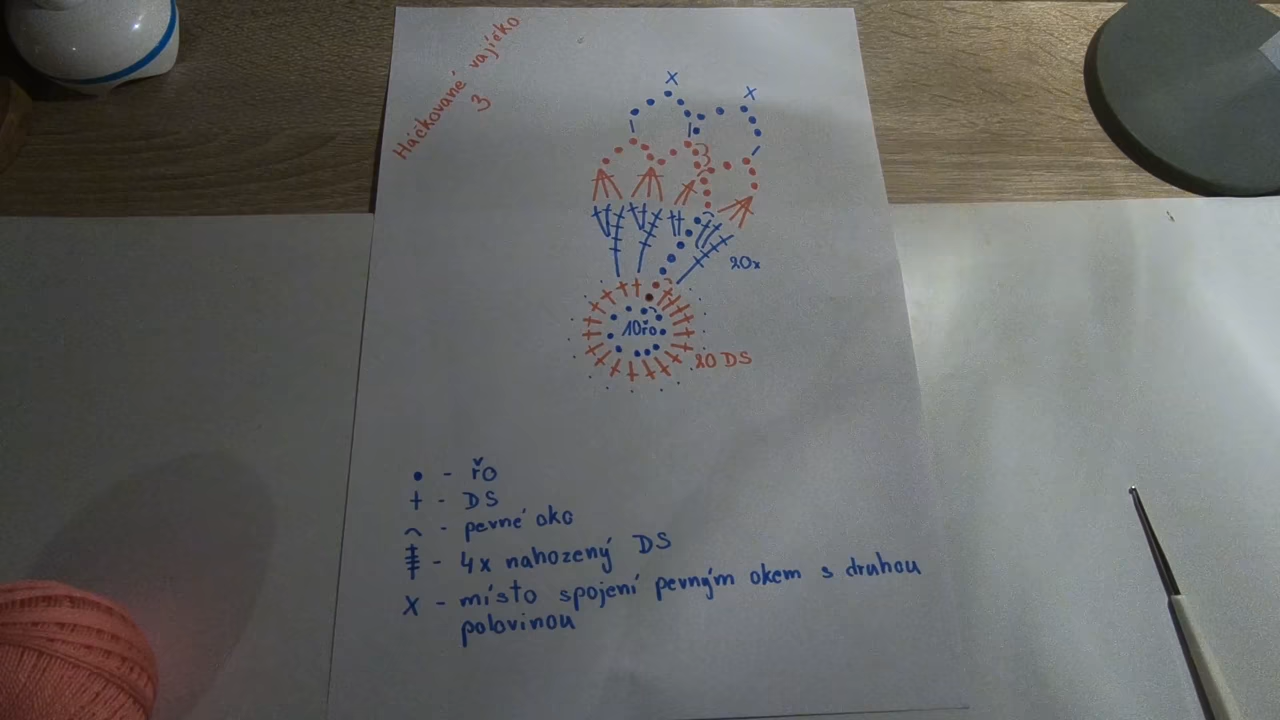 Háčkované vajíčko
3
x
x
20x
10řo
20 DS
• - řo
† - DS
⌢ - pevné oko
- 4x nahozený DS
x - místo spojení pevným okem s druhou
polovinou